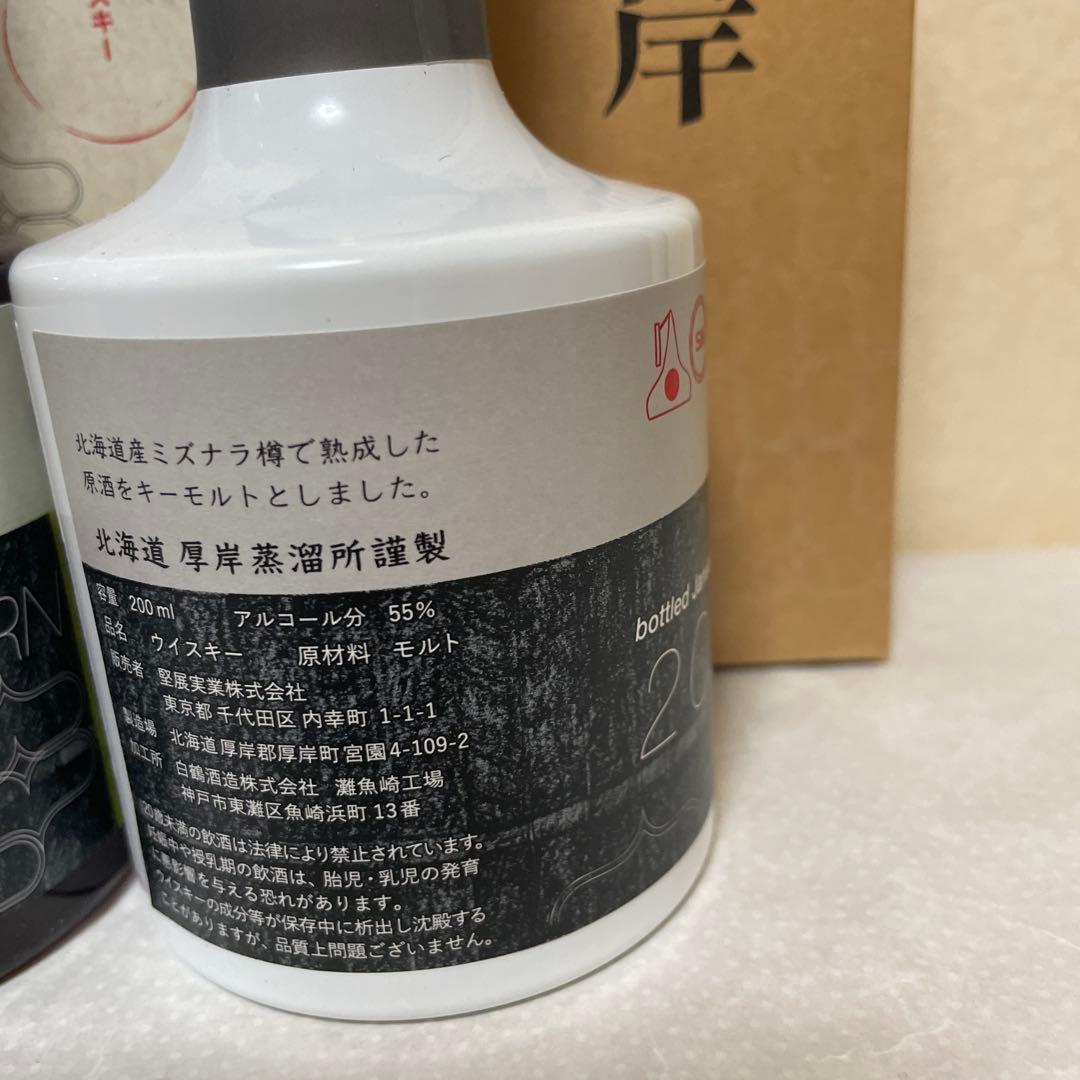 スキー
岸
北海道産ミズナラ樽で熟成した
原酒をキーモルトとしました。
北海道 厚岸蒸溜所謹製
容量 200 ml アルコール分 55%
品名 ウイスキー 原材料 モルト
販売者 堅展実業株式会社
東京都 千代田区 内幸町 1-1-1
製造場 北海道 厚岸郡厚岸町 宮園4-109-2
加工所 白鶴酒造株式会社 灘魚崎工場
神戸市東灘区魚崎浜町 13番
20歳未満の飲酒は法律により禁止されています。
妊娠中や授乳期の飲酒は、胎児・乳児の発育
に悪影響を与える恐れがあります。
ウイスキーの成分等が保存中に析出し沈殿する
ことがありますが、品質上問題ございません。
bottled
20